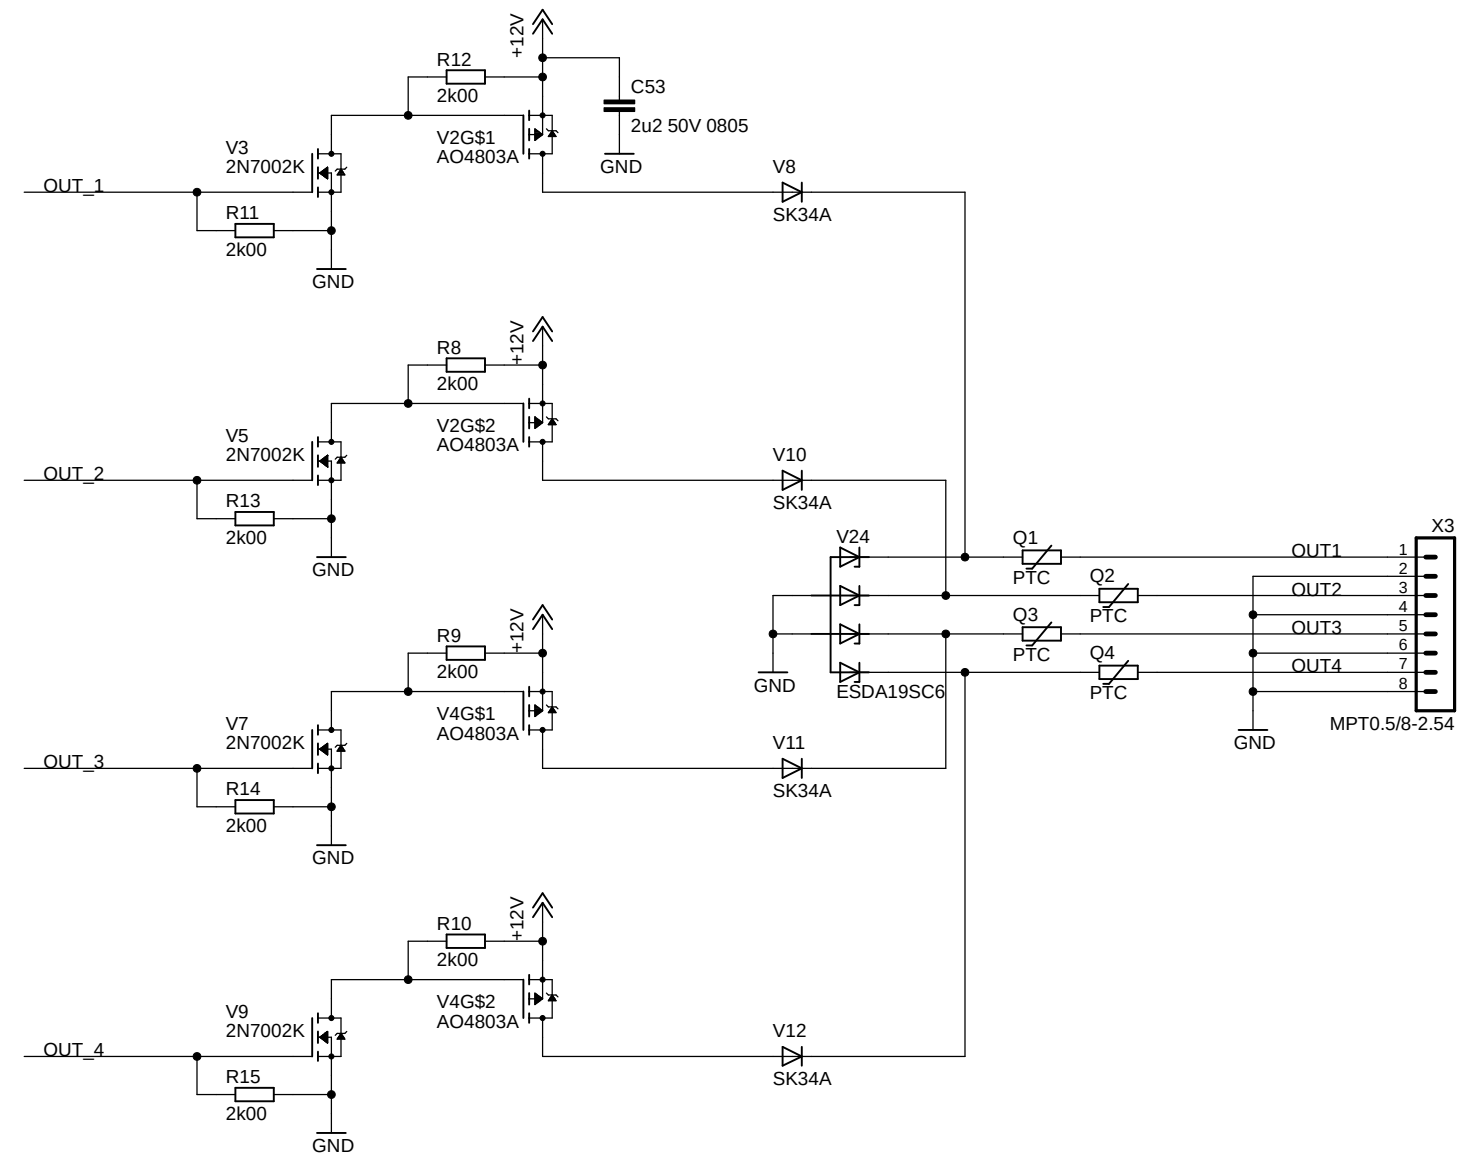 +12V
R12
2k00
C53
2u2 50V 0805
GND
V2G$1
AO4803A
V3
2N7002K
OUT_1
R11
2k00
GND
V8
SK34A
+12V
R8
2k00
V2G$2
AO4803A
V5
2N7002K
OUT_2
R13
2k00
GND
V10
SK34A
V24
ESDA19SC6
GND
Q1
PTC
Q2
PTC
Q3
PTC
Q4
PTC
X3
OUT1 1
2
OUT2 3
4
OUT3 5
6
OUT4 7
8
MPT0.5/8-2.54
GND
+12V
R9
2k00
V4G$1
AO4803A
V7
2N7002K
OUT_3
R14
2k00
GND
V11
SK34A
+12V
R10
2k00
V4G$2
AO4803A
V9
2N7002K
OUT_4
R15
2k00
GND
V12
SK34A